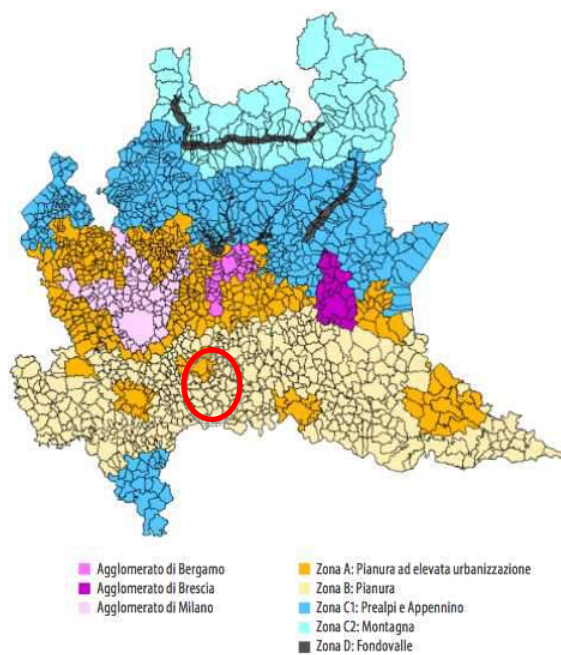 Agglomerato di Bergamo
Agglomerato di Brescia
Agglomerato di Milano
Zona A: Pianura ad elevata urbanizzazione
Zona B: Pianura
Zona C1: Prealpi e Appennino
Zona C2: Montagna
Zona D: Fondovalle